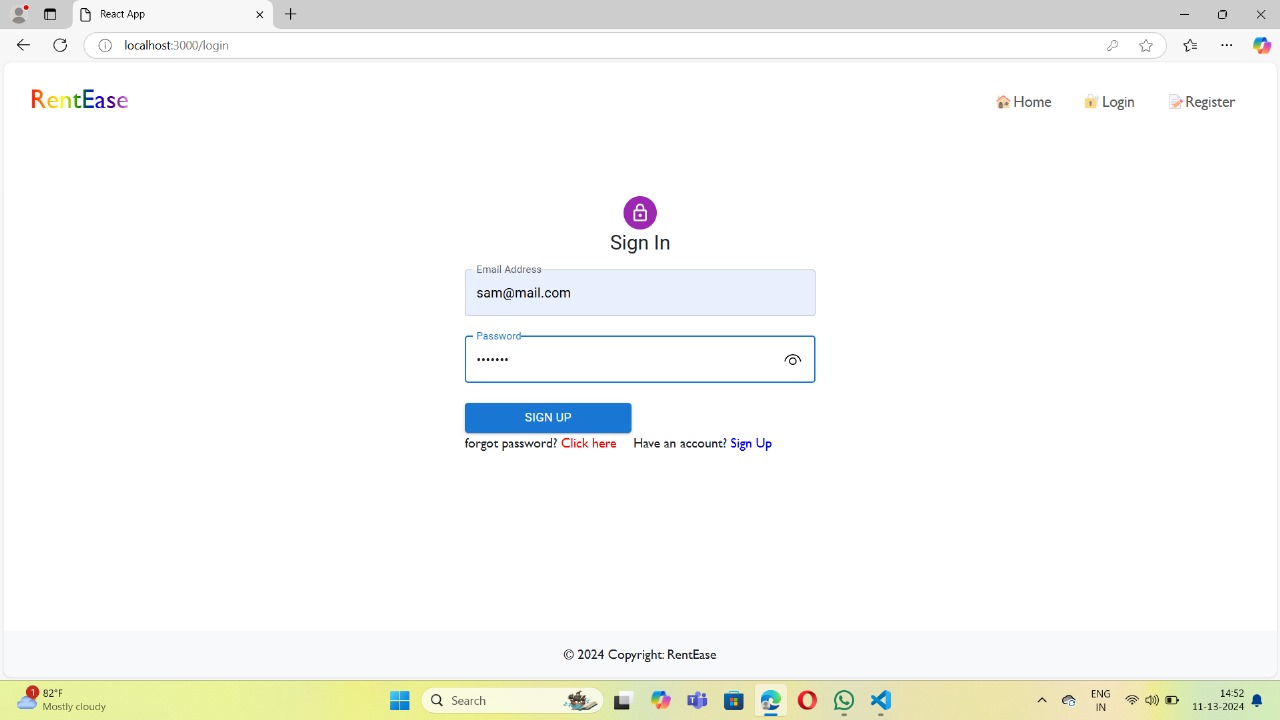 React App
localhost:3000/login
RentEase
Home
Login
Register
Sign In
Email Address
sam@mail.com
Password
•••••••
SIGN UP
forgot password? Click here Have an account? Sign Up
© 2024 Copyright: RentEase
1
82°F
Mostly cloudy
Search
ENG
IN
14:52
11-13-2024